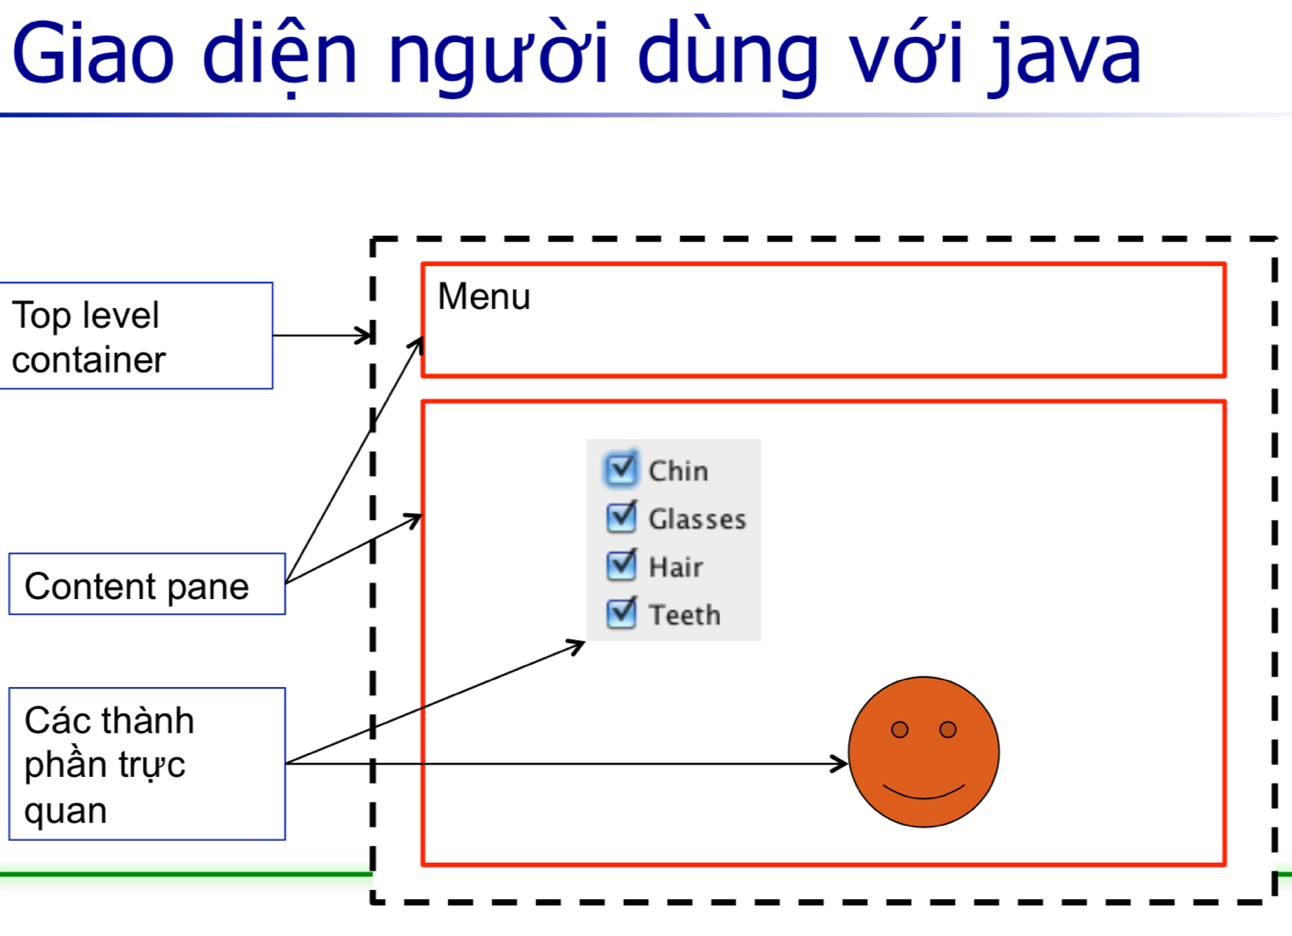 Giao diện người dùng với java
Top level
container
Menu
Content pane
Chin
Glasses
Hair
Teeth
Các thành
phần trực
quan